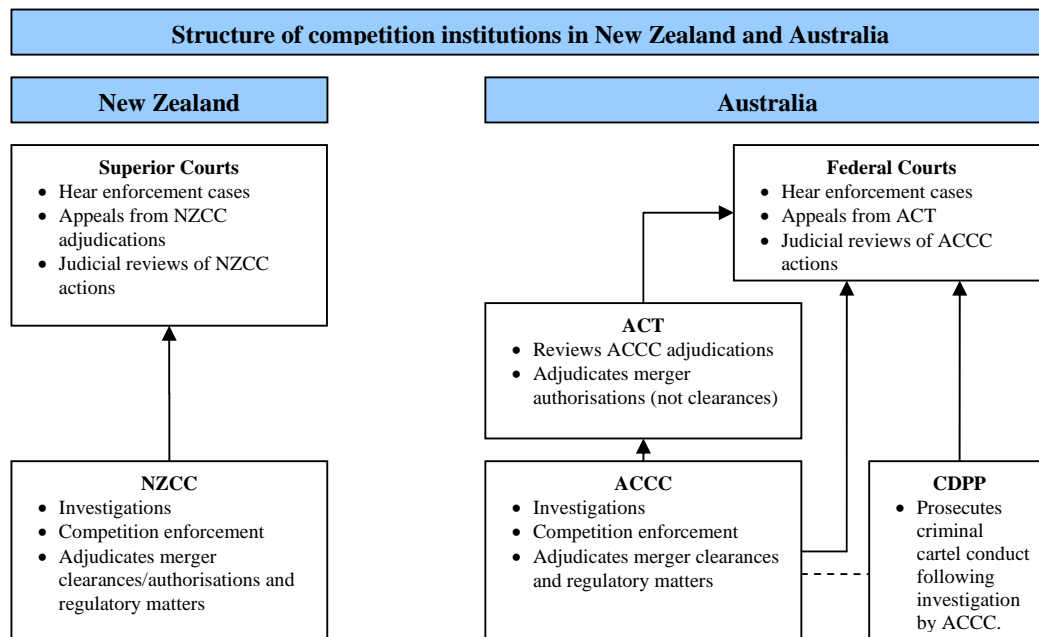 Structure of competition institutions in New Zealand and Australia
New Zealand
Superior Courts
• Hear enforcement cases
• Appeals from NZCC
adjudications
• Judicial reviews of NZCC
actions
NZCC
• Investigations
• Competition enforcement
• Adjudicates merger
clearances/authorisations and
regulatory matters
Australia
Federal Courts
• Hear enforcement cases
• Appeals from ACT
• Judicial reviews of ACCC
actions
ACT
• Reviews ACCC adjudications
• Adjudicates merger
authorisations (not clearances)
ACCC
• Investigations
• Competition enforcement
• Adjudicates merger clearances
and regulatory matters
CDPP
• Prosecutes
criminal
cartel conduct
following
investigation
by ACCC.